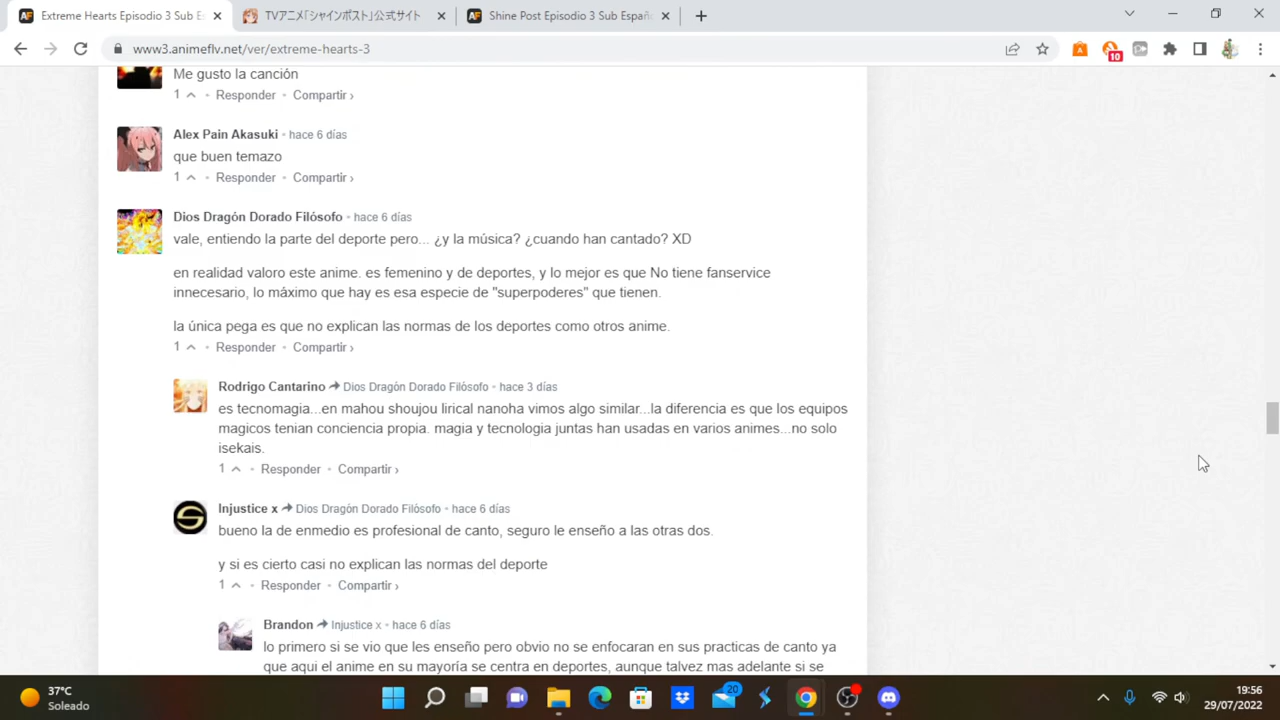 Extreme Hearts Episodio 3 Sub E
TVアニメ「シャインポスト」公式サイト
Shine Post Episodio 3 Sub Españ
www3.animeflv.net/ver/extreme-hearts-3
10
Me gusto la canción
1 • Responder • Compartir ›
Alex Pain Akasuki • hace 6 días
que buen temazo
1 • Responder • Compartir ›
Dios Dragón Dorado Filósofo • hace 6 días
vale, entiendo la parte del deporte pero... ¿y la música? ¿cuando han cantado? XD
en realidad valoro este anime. es femenino y de deportes, y lo mejor es que No tiene fanservice
innecesario, lo máximo que hay es esa especie de "superpoderes" que tienen.
la única pega es que no explican las normas de los deportes como otros anime.
1 • Responder • Compartir ›
Rodrigo Cantarino Dios Dragón Dorado Filósofo • hace 3 días
es tecnomagia...en mahou shoujou lirical nanoha vimos algo similar...la diferencia es que los equipos
magicos tenian conciencia propia. magia y tecnologia juntas han usadas en varios animes...no solo
isekais.
1 • Responder • Compartir ›
Injustice x Dios Dragón Dorado Filósofo • hace 6 días
bueno la de enmedio es profesional de canto, seguro le enseño a las otras dos.
y si es cierto casi no explican las normas del deporte
1 • Responder • Compartir ›
Brandon Injustice x • hace 6 días
lo primero si se vio que les enseño pero obvio no se enfocaran en sus practicas de canto ya
que aqui el anime en su mayoría se centra en deportes, aunque talvez mas adelante si se
37°C
Soleado
20
19:56
29/07/2022